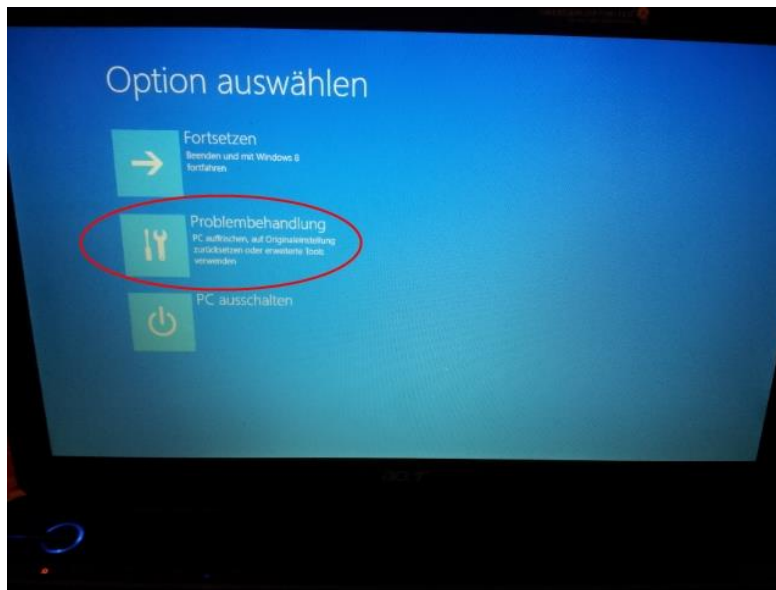 Option auswählen
Fortsetzen
Beenden und mit Windows 8
fortfahren
Problembehandlung
PC auffrischen, auf Originaleinstellung
zurücksetzen oder erweiterte Tools
verwenden
PC ausschalten
acer